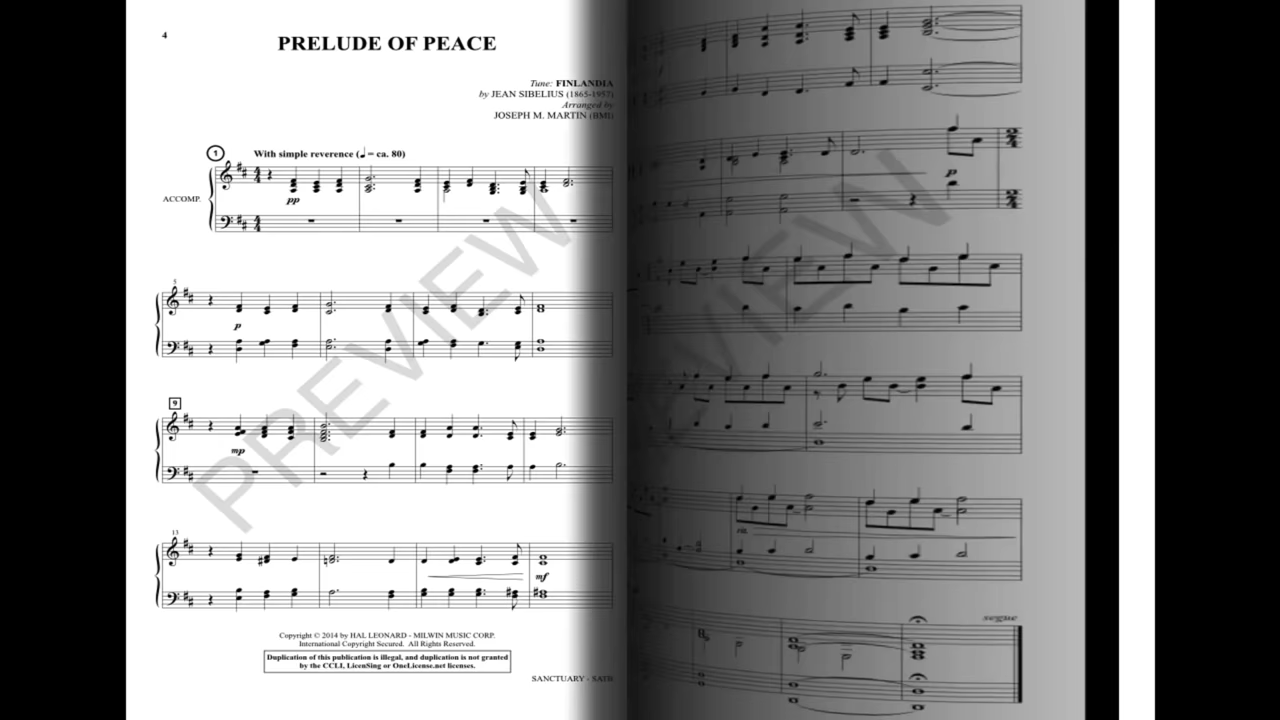 4
PRELUDE OF PEACE
Tune: FINLANDIA
by JEAN SIBELIUS (1865-1957)
Arranged by
JOSEPH M. MARTIN (BMI)
1
With simple reverence (♩ = ca. 80)
ACCOMP.
pp
p
5
p
9
mp
13
mf
rit.
segue
Copyright © 2014 by HAL LEONARD - MILWIN MUSIC CORP.
International Copyright Secured. All Rights Reserved.
Duplication of this publication is illegal, and duplication is not granted
by the CCLI, LicenSing or OneLicense.net licenses.
SANCTUARY - SATB
PREVIEW
PREVIEW